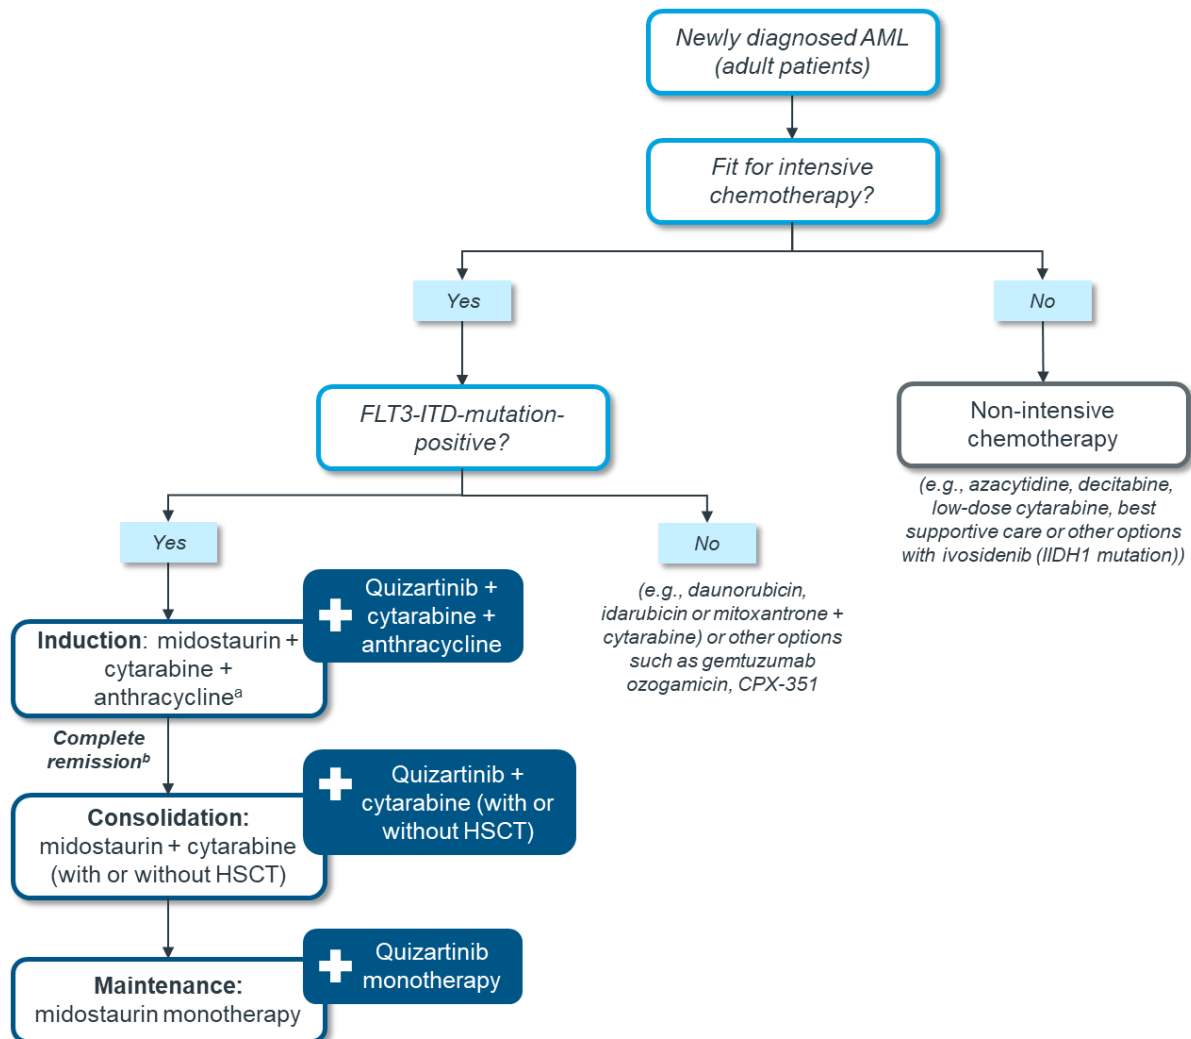 Newly diagnosed AML
(adult patients)
Fit for intensive
chemotherapy?
Yes
No
FLT3-ITD-mutation-
positive?
Non-intensive
chemotherapy
(e.g., azacytidine, decitabine,
low-dose cytarabine, best
supportive care or other options
with ivosidenib (IIDH1 mutation))
Yes
No
(e.g., daunorubicin,
idarubicin or mitoxantrone +
cytarabine) or other options
such as gemtuzumab
ozogamicin, CPX-351
Quizartinib +
cytarabine +
anthracycline
Induction: midostaurin +
cytarabine +
anthracyclineᵃ
Complete
remissionᵇ
Quizartinib +
cytarabine (with or
without HSCT)
Consolidation:
midostaurin + cytarabine
(with or without HSCT)
Quizartinib
monotherapy
Maintenance:
midostaurin monotherapy